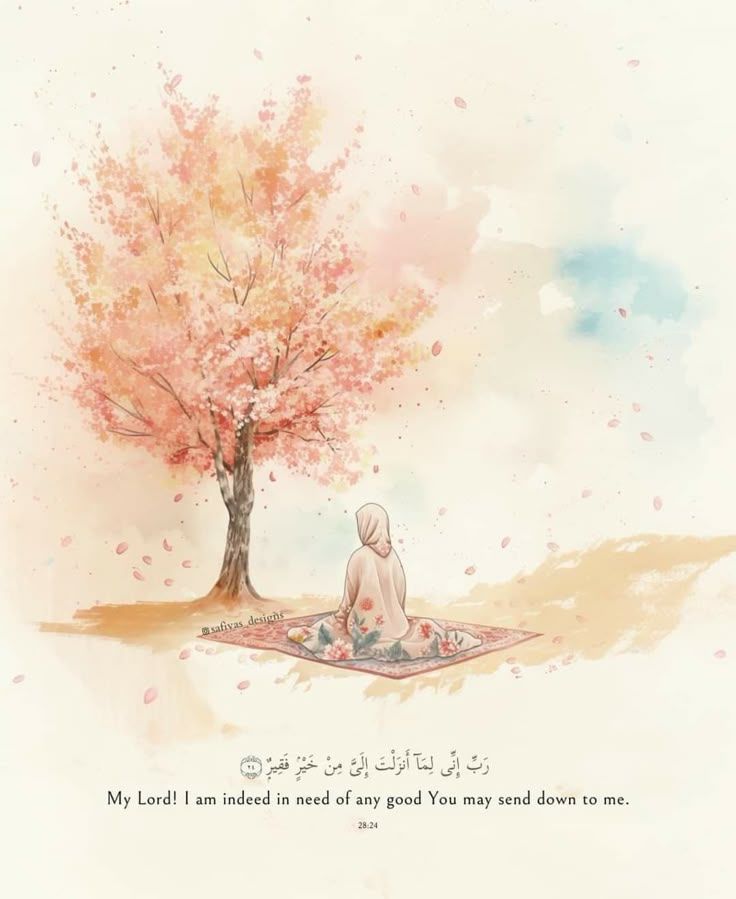 @safiyas_designs
رَبِّ إِنِّى لِمَآ أَنزَلْتَ إِلَىَّ مِنْ خَيْرٍۢ فَقِيرٌۭ ٢٤
My Lord! I am indeed in need of any good You may send down to me.
28:24